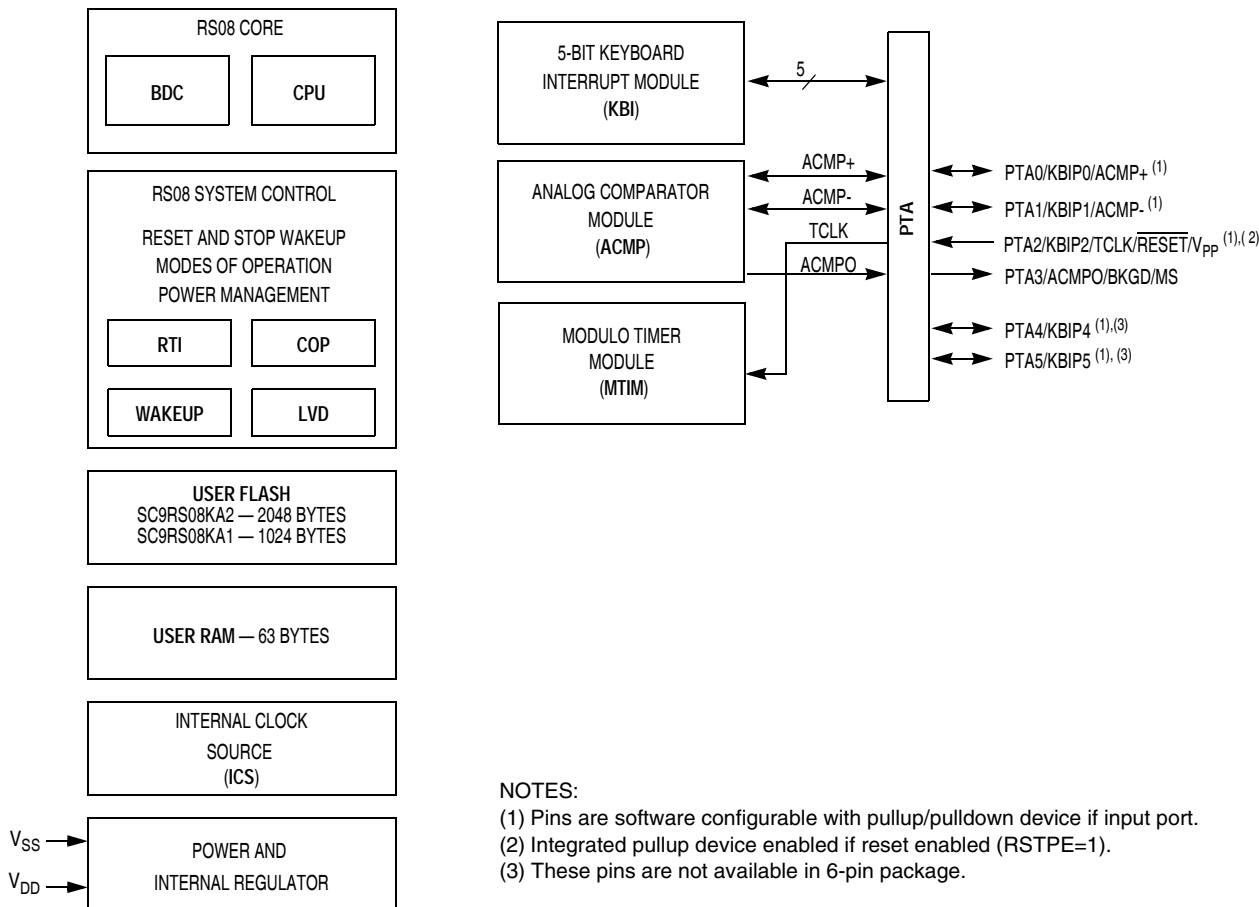 RS08 CORE
BDC
CPU
RS08 SYSTEM CONTROL
RESET AND STOP WAKEUP
MODES OF OPERATION
POWER MANAGEMENT
RTI
COP
WAKEUP
LVD
USER FLASH
SC9RS08KA2 — 2048 BYTES
SC9RS08KA1 — 1024 BYTES
USER RAM — 63 BYTES
INTERNAL CLOCK
SOURCE
(ICS)
VSS
VDD
POWER AND
INTERNAL REGULATOR
5-BIT KEYBOARD
INTERRUPT MODULE
(KBI)
5
ANALOG COMPARATOR
MODULE
(ACMP)
ACMP+
ACMP-
TCLK
ACMPO
MODULO TIMER
MODULE
(MTIM)
PTA
PTA0/KBIP0/ACMP+ (1)
PTA1/KBIP1/ACMP- (1)
PTA2/KBIP2/TCLK/RESET/VPP (1),( 2)
PTA3/ACMPO/BKGD/MS
PTA4/KBIP4 (1),(3)
PTA5/KBIP5 (1), (3)
NOTES:
(1) Pins are software configurable with pullup/pulldown device if input port.
(2) Integrated pullup device enabled if reset enabled (RSTPE=1).
(3) These pins are not available in 6-pin package.